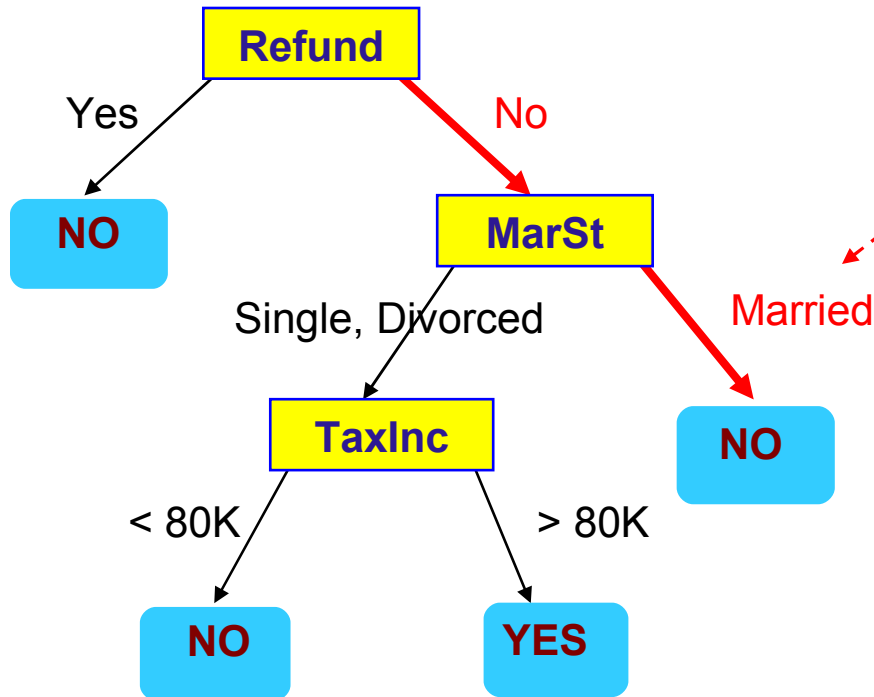 Refund
Yes
No
NO
MarSt
Single, Divorced
Married
TaxInc
NO
< 80K
> 80K
NO
YES